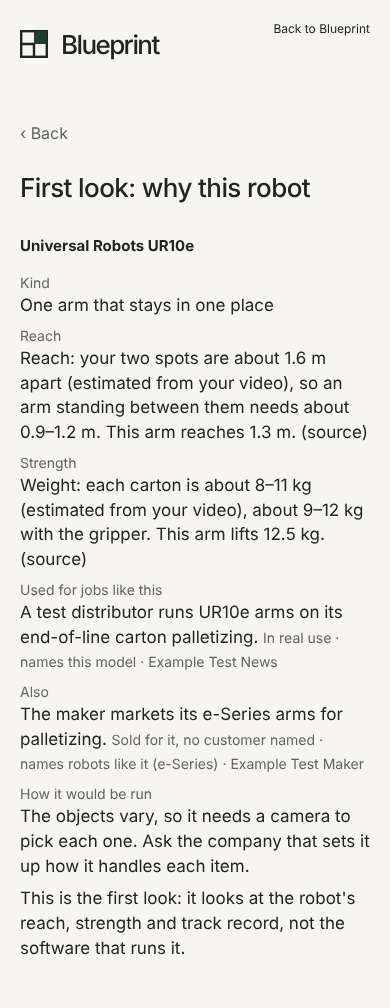 Back to Blueprint
Blueprint
‹ Back
First look: why this robot
Universal Robots UR10e
Kind
One arm that stays in one place
Reach
Reach: your two spots are about 1.6 m
apart (estimated from your video), so an
arm standing between them needs about
0.9–1.2 m. This arm reaches 1.3 m. (source)
Strength
Weight: each carton is about 8–11 kg
(estimated from your video), about 9–12 kg
with the gripper. This arm lifts 12.5 kg.
(source)
Used for jobs like this
A test distributor runs UR10e arms on its
end-of-line carton palletizing. In real use ·
names this model · Example Test News
Also
The maker markets its e-Series arms for
palletizing. Sold for it, no customer named ·
names robots like it (e-Series) · Example Test Maker
How it would be run
The objects vary, so it needs a camera to
pick each one. Ask the company that sets it
up how it handles each item.
This is the first look: it looks at the robot's
reach, strength and track record, not the
software that runs it.